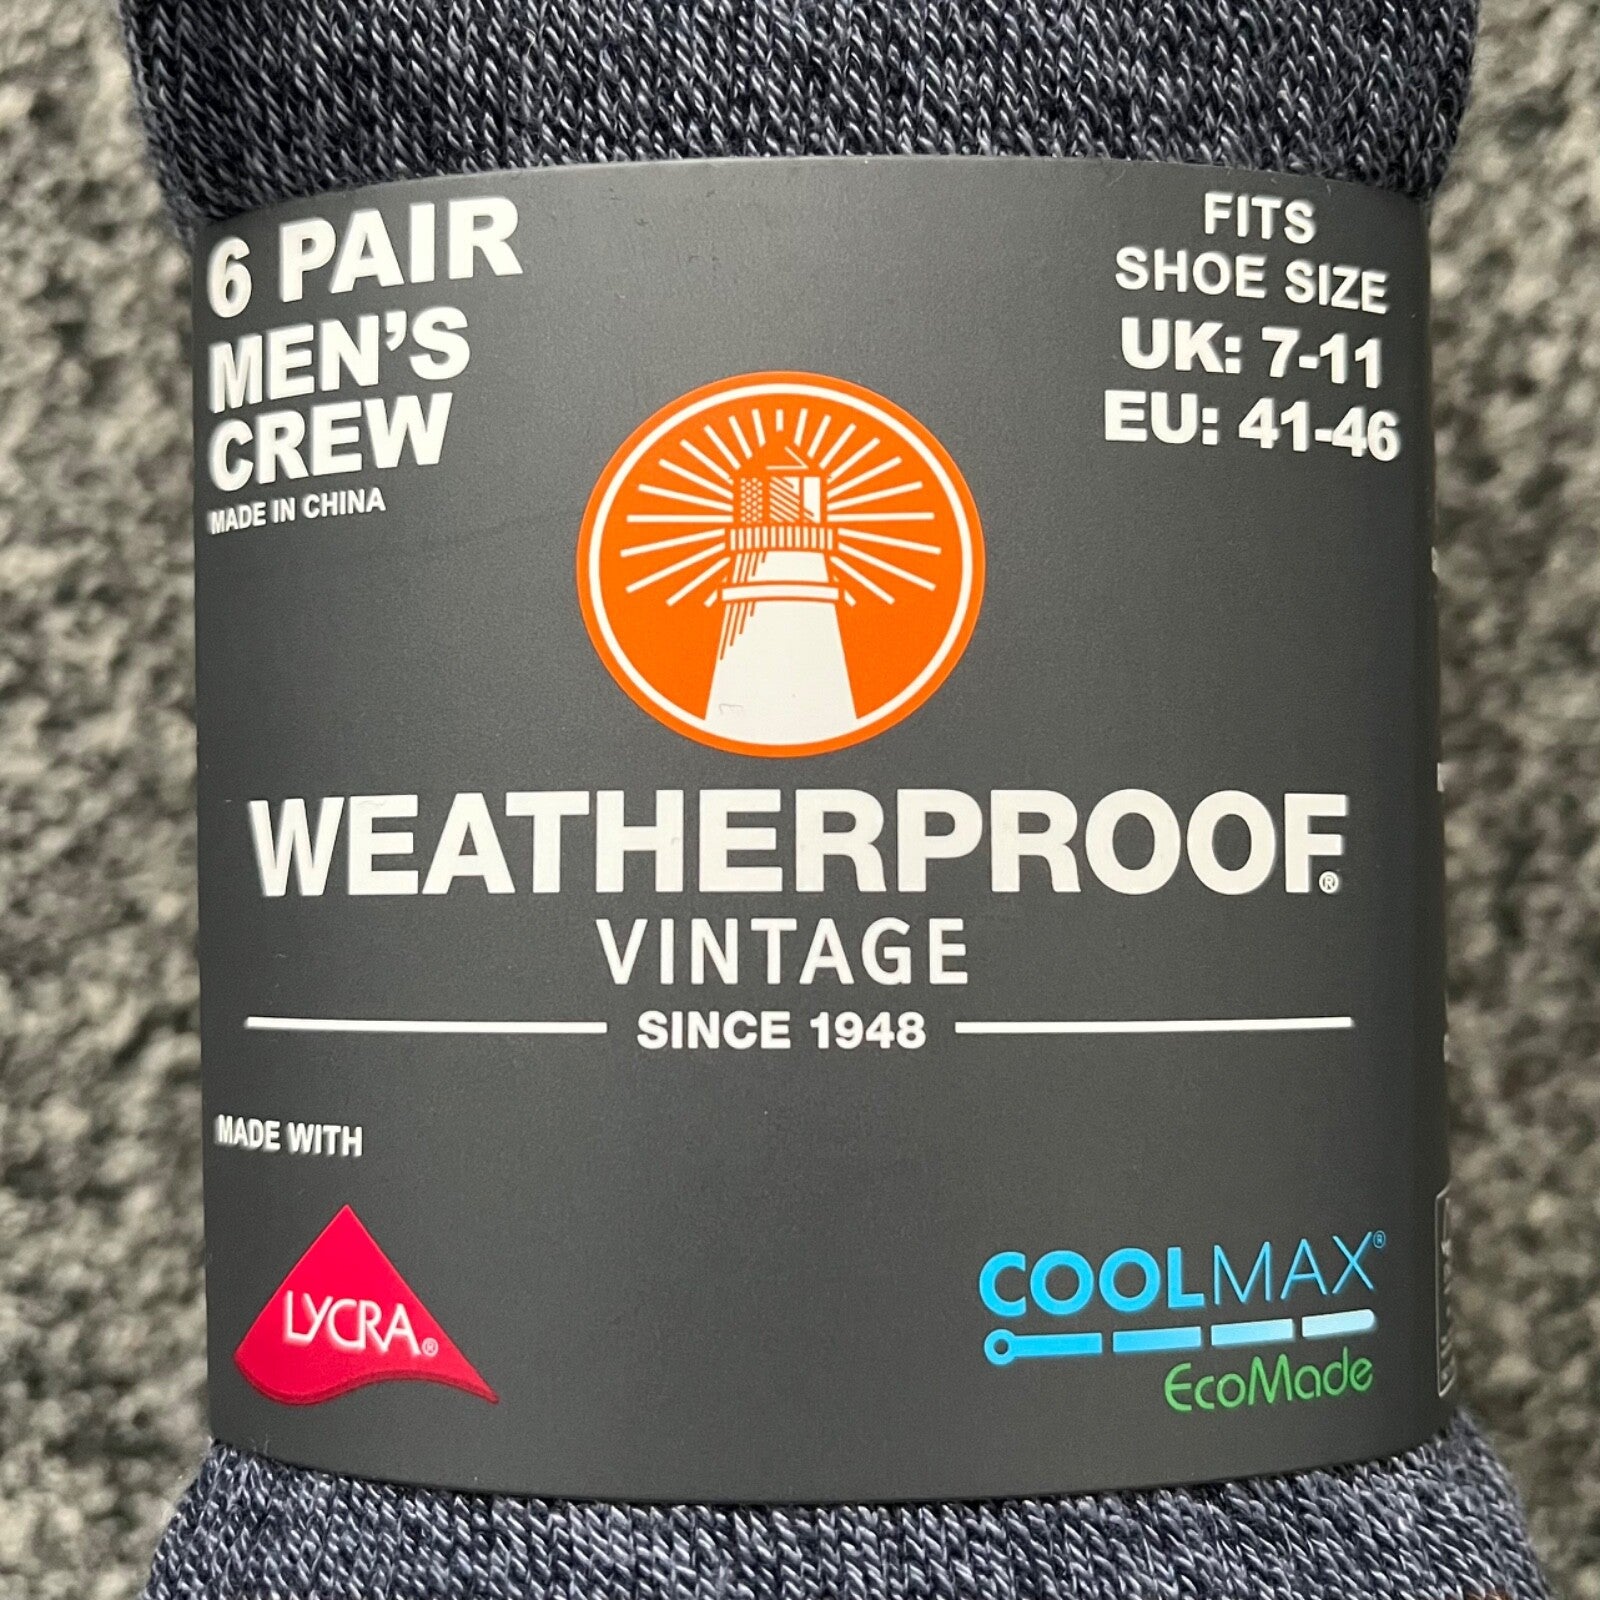 6 PAIR
MEN'S
CREW
MADE IN CHINA
FITS
SHOE SIZE
UK: 7-11
EU: 41-46
WEATHERPROOF®
VINTAGE
SINCE 1948
MADE WITH
LYCRA®
COOLMAX®
EcoMade